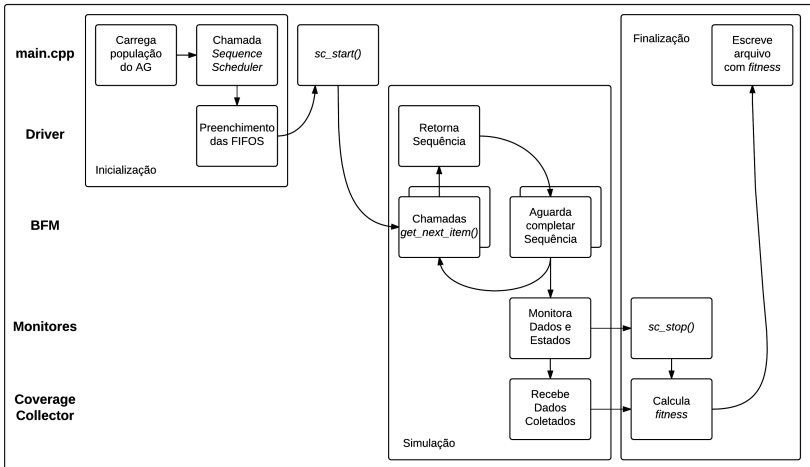 main.cpp
Carrega
população
do AG
Chamada
Sequence
Scheduler
sc_start()
Finalização
Escreve
arquivo
com fitness
Driver
Preenchimento
das FIFOS
Inicialização
Retorna
Sequência
BFM
Chamadas
get_next_item()
Aguarda
completar
Sequência
Monitores
Monitora
Dados e
Estados
sc_stop()
Coverage
Collector
Recebe
Dados
Coletados
Calcula
fitness
Simulação